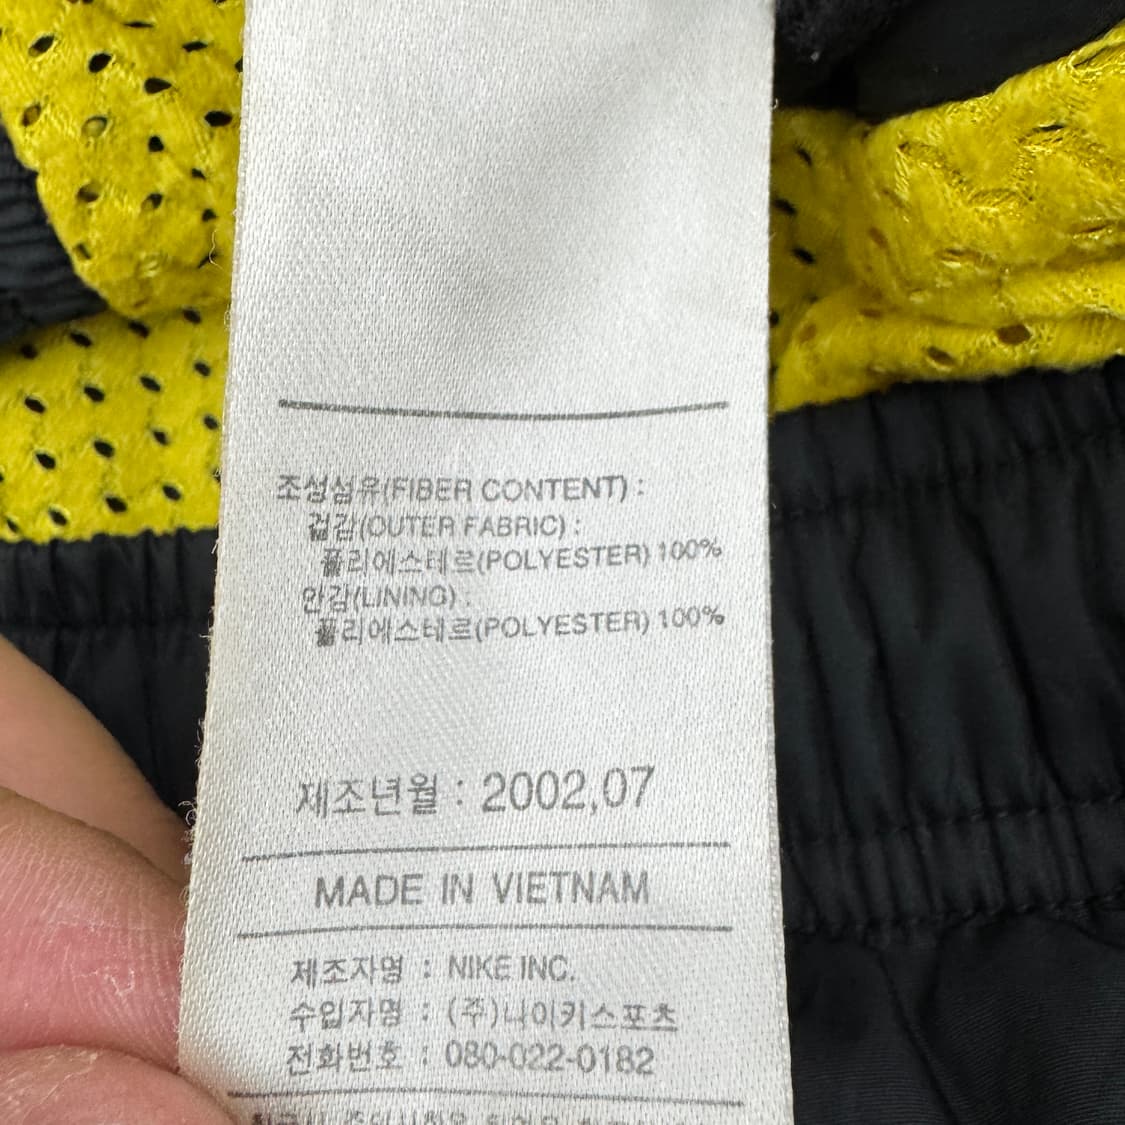 조성섬유(FIBER CONTENT) :
겉감(OUTER FABRIC) :
폴리에스테르(POLYESTER) 100%
안감(LINING) :
폴리에스테르(POLYESTER) 100%
제조년월 : 2002,07
MADE IN VIETNAM
제조자명 : NIKE INC.
수입자명 : (주)나이키스포츠
전화번호 : 080-022-0182